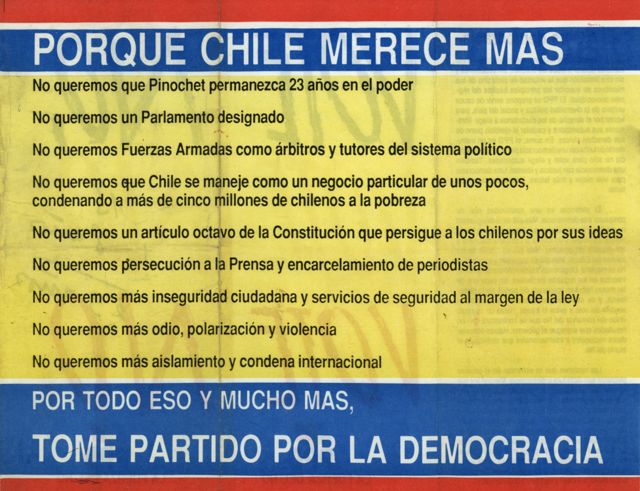 PORQUE CHILE MERECE MAS
No queremos que Pinochet permanezca 23 años en el poder
No queremos un Parlamento designado
No queremos Fuerzas Armadas como árbitros y tutores del sistema político
No queremos que Chile se maneje como un negocio particular de unos pocos,
condenando a más de cinco millones de chilenos a la pobreza
No queremos un artículo octavo de la Constitución que persigue a los chilenos por sus ideas
No queremos persecución a la Prensa y encarcelamiento de periodistas
No queremos más inseguridad ciudadana y servicios de seguridad al margen de la ley
No queremos más odio, polarización y violencia
No queremos más aislamiento y condena internacional
POR TODO ESO Y MUCHO MAS,
TOME PARTIDO POR LA DEMOCRACIA